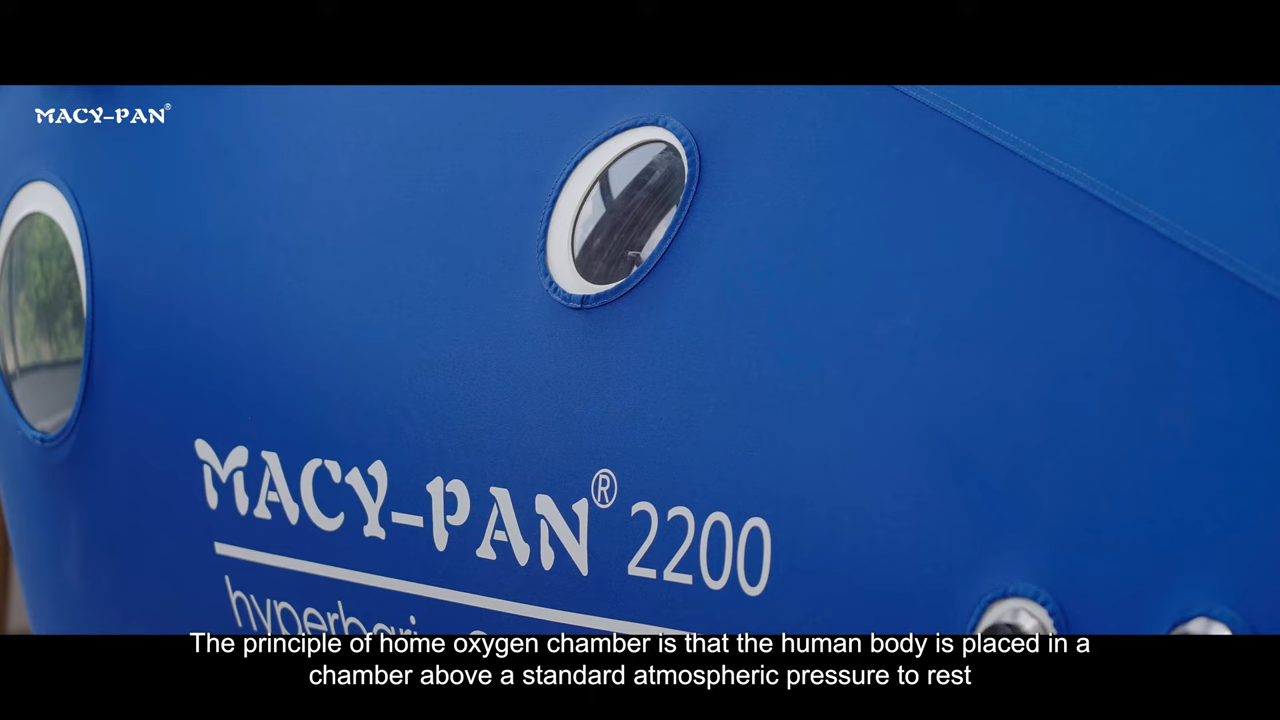 MACY-PAN®
MACY-PAN® 2200
The principle of home oxygen chamber is that the human body is placed in a
chamber above a standard atmospheric pressure to rest